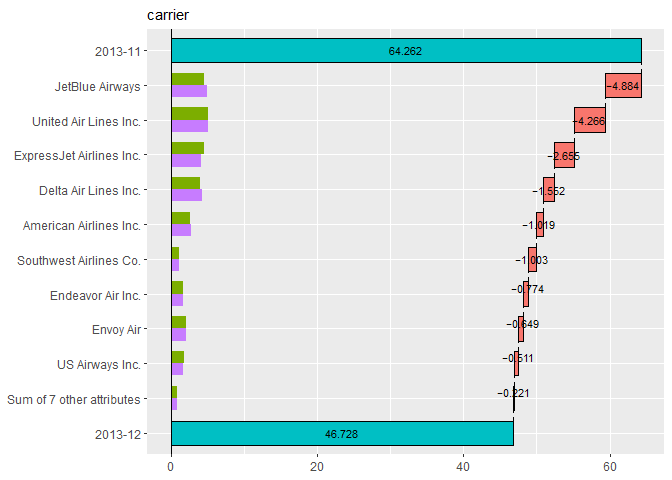 carrier
2013-11
64.262
JetBlue Airways
−4.884
United Air Lines Inc.
−4.266
ExpressJet Airlines Inc.
−2.655
Delta Air Lines Inc.
−1.552
American Airlines Inc.
−1.019
Southwest Airlines Co.
−1.003
Endeavor Air Inc.
−0.774
Envoy Air
−0.649
US Airways Inc.
−0.511
Sum of 7 other attributes
−0.221
2013-12
46.728
0
20
40
60